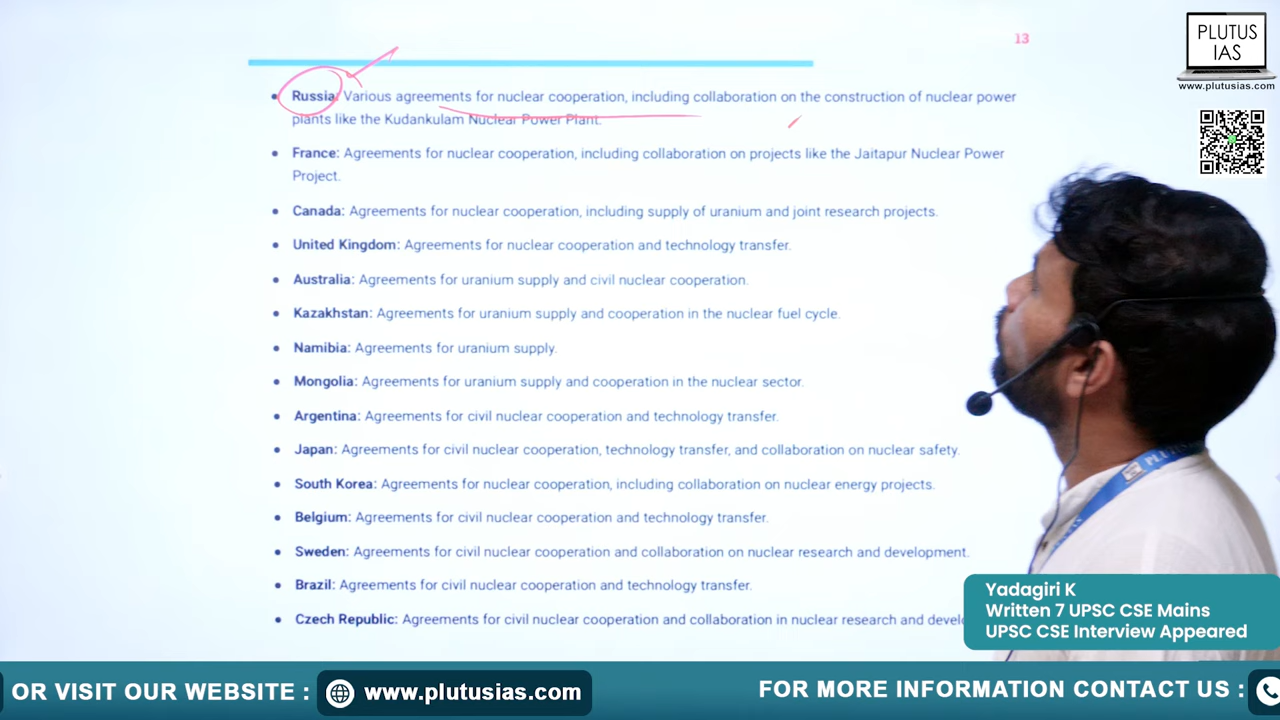 13
PLUTUS
IAS
www.plutusias.com
• Russia: Various agreements for nuclear cooperation, including collaboration on the construction of nuclear power
plants like the Kudankulam Nuclear Power Plant.
• France: Agreements for nuclear cooperation, including collaboration on projects like the Jaitapur Nuclear Power
Project.
• Canada: Agreements for nuclear cooperation, including supply of uranium and joint research projects.
• United Kingdom: Agreements for nuclear cooperation and technology transfer.
• Australia: Agreements for uranium supply and civil nuclear cooperation.
• Kazakhstan: Agreements for uranium supply and cooperation in the nuclear fuel cycle.
• Namibia: Agreements for uranium supply.
• Mongolia: Agreements for uranium supply and cooperation in the nuclear sector.
• Argentina: Agreements for civil nuclear cooperation and technology transfer.
• Japan: Agreements for civil nuclear cooperation, technology transfer, and collaboration on nuclear safety.
• South Korea: Agreements for nuclear cooperation, including collaboration on nuclear energy projects.
• Belgium: Agreements for civil nuclear cooperation and technology transfer.
• Sweden: Agreements for civil nuclear cooperation and collaboration on nuclear research and development.
• Brazil: Agreements for civil nuclear cooperation and technology transfer.
• Czech Republic: Agreements for civil nuclear cooperation and collaboration in nuclear research and
Yadagiri K
Written 7 UPSC CSE Mains
UPSC CSE Interview Appeared
OR VISIT OUR WEBSITE : www.plutusias.com
FOR MORE INFORMATION CONTACT US :